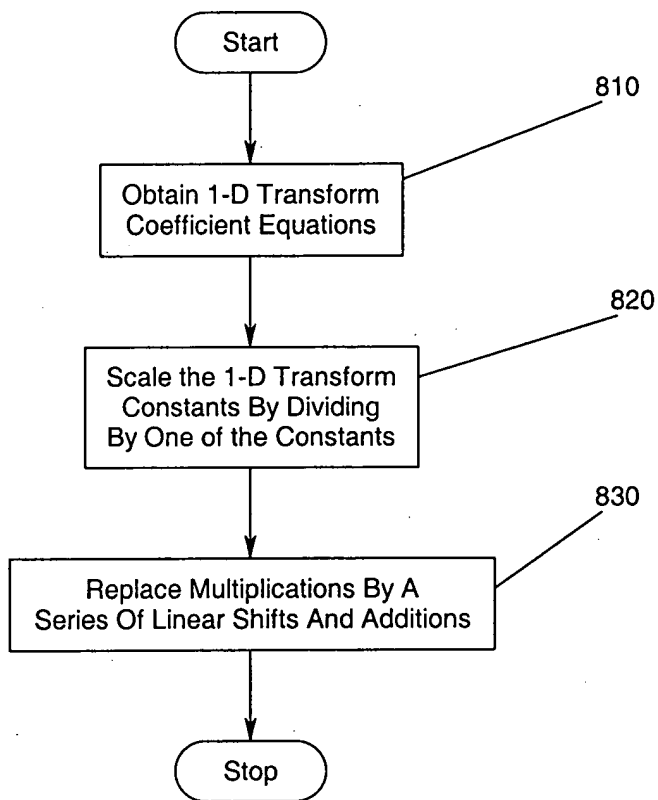 Start
810
Obtain 1-D Transform
Coefficient Equations
820
Scale the 1-D Transform
Constants By Dividing
By One of the Constants
830
Replace Multiplications By A
Series Of Linear Shifts And Additions
Stop